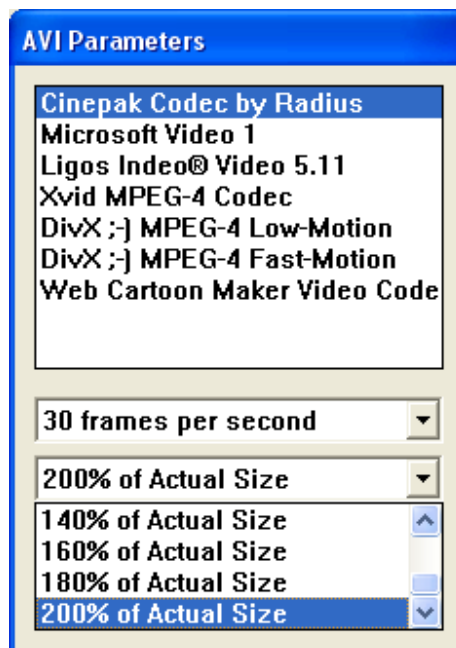 AVI Parameters
Cinepak Codec by Radius
Microsoft Video 1
Ligos Indeo® Video 5.11
Xvid MPEG-4 Codec
DivX ;-) MPEG-4 Low-Motion
DivX ;-) MPEG-4 Fast-Motion
Web Cartoon Maker Video Code
30 frames per second
200% of Actual Size
140% of Actual Size
160% of Actual Size
180% of Actual Size
200% of Actual Size